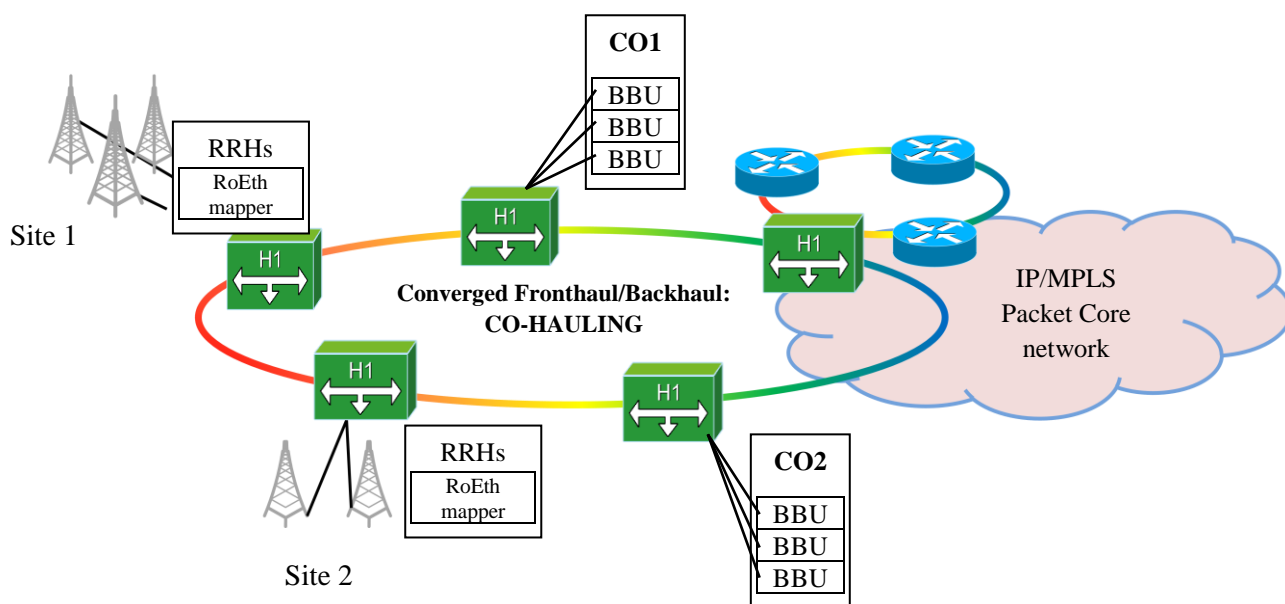 CO1
BBU
BBU
BBU
RRHs
RoEth
mapper
Site 1
H1
H1
H1
Converged Fronthaul/Backhaul:
CO-HAULING
IP/MPLS
Packet Core
network
H1
H1
RRHs
RoEth
mapper
Site 2
CO2
BBU
BBU
BBU